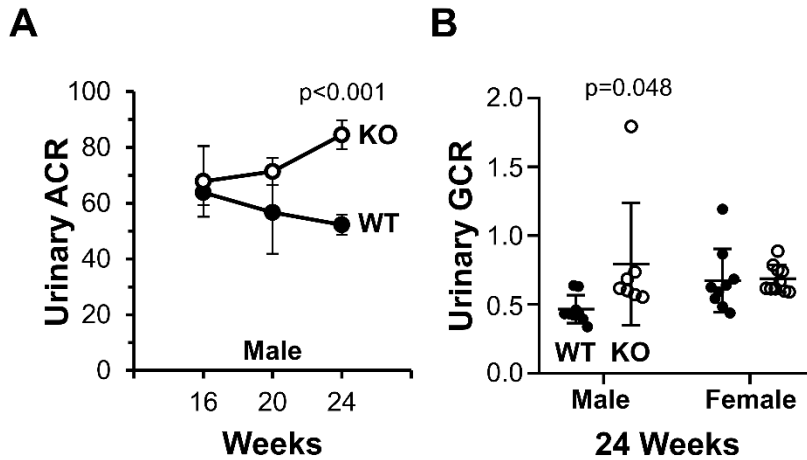 A
p<0.001
100
80
60
40
20
0
Urinary ACR
KO
WT
Male
16 20 24
Weeks
B
p=0.048
2.0
1.5
1.0
0.5
0.0
Urinary GCR
WT KO
Male Female
24 Weeks